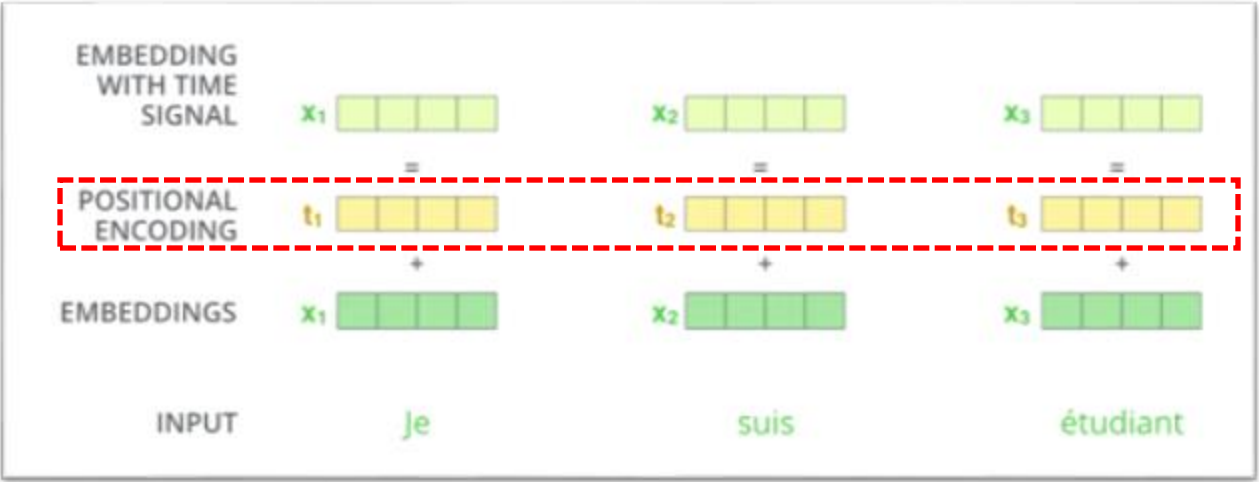 EMBEDDING
WITH TIME
SIGNAL
x₁ x₂ x₃
= = =
POSITIONAL
ENCODING
t₁ t₂ t₃
+ + +
EMBEDDINGS x₁ x₂ x₃
INPUT Je suis étudiant